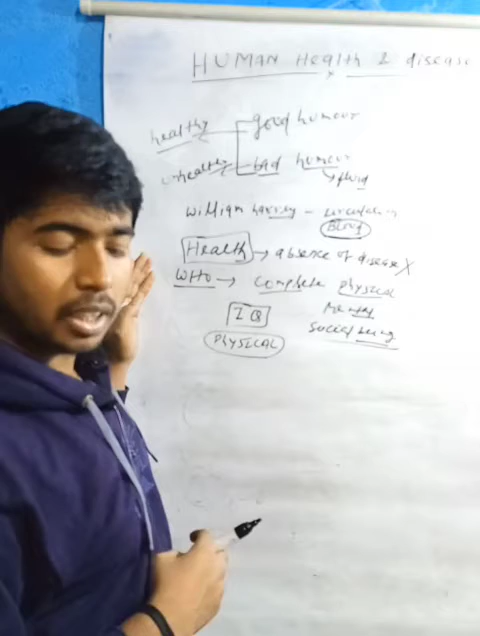 HUMAN Health & disease
healthy good humour
unhealthy bad humour
fluid
William harvey - circulation
Blood
Health → absence of disease X
WHO → complete physical
IQ Mental
PHYSICAL Social being